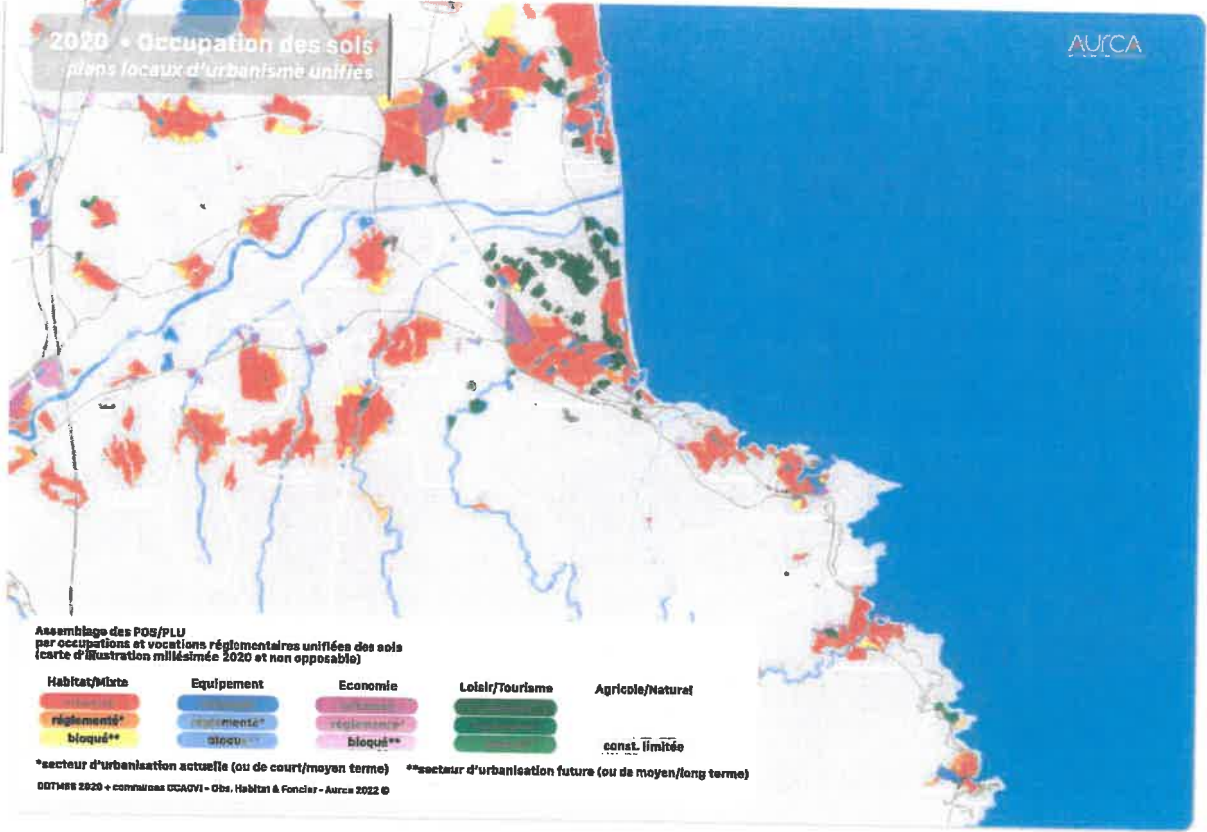 2020 • Occupation des sols
plans locaux d'urbanisme unifiés
AUrCA
Assemblage des POS/PLU
par occupations et vocations réglementaires unifiées des sols
(carte d'illustration millésimée 2020 et non opposable)
Habitat/Mixte Equipement Economie Loisir/Tourisme Agricole/Naturel
réglementé* réglementé* réglementé*
bloqué** bloqué** bloqué** const. limitée
*secteur d'urbanisation actuelle (ou de court/moyen terme) **secteur d'urbanisation future (ou de moyen/long terme)
DDTM66 2020 + communes CCACVI - Obs. Habitat & Foncier - Aurca 2022 ©